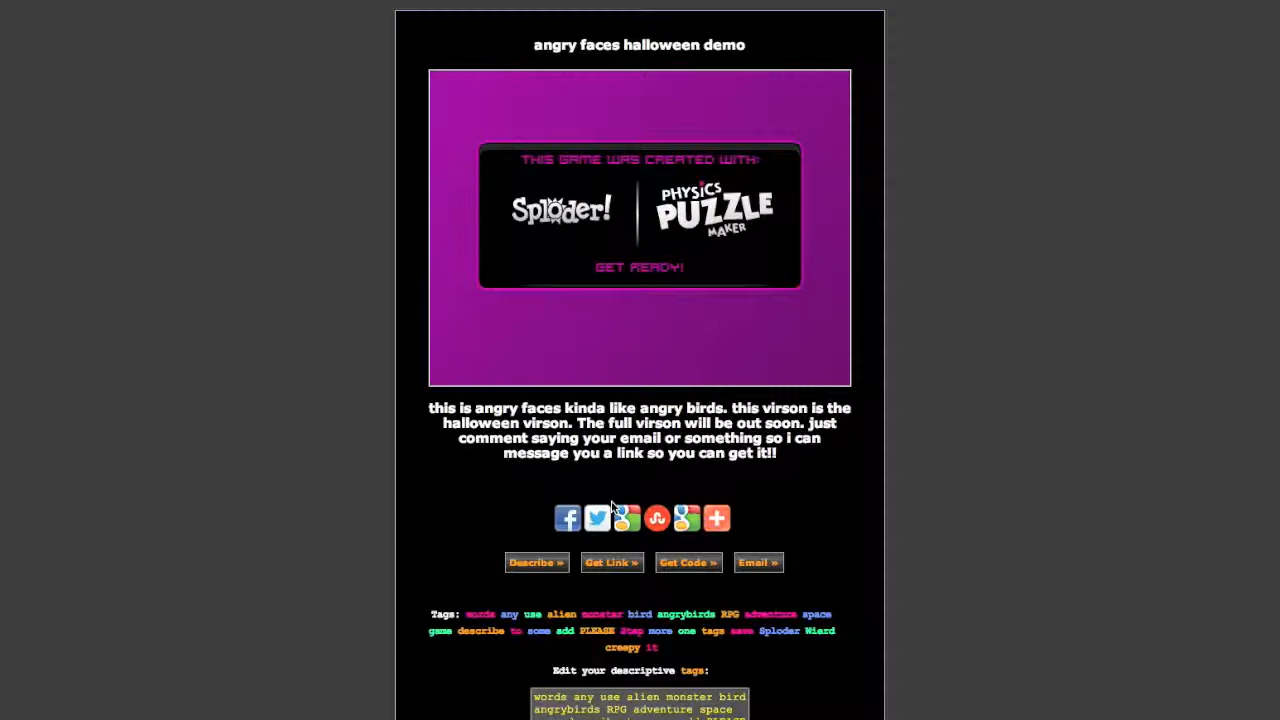 angry faces halloween demo
THIS GAME WAS CREATED WITH:
Sploder!
PHYSICS
PUZZLE
MAKER
GET READY!
this is angry faces kinda like angry birds. this virson is the
halloween virson. The full virson will be out soon. just
comment saying your email or something so i can
message you a link so you can get it!!
Describe » Get Link » Get Code » Email »
Tags: words any use alien monster bird angrybirds RPG adventure space
game describe to some add PLEASE Step more one tags save Sploder Wierd
creepy it
Edit your descriptive tags:
words any use alien monster bird
angrybirds RPG adventure space